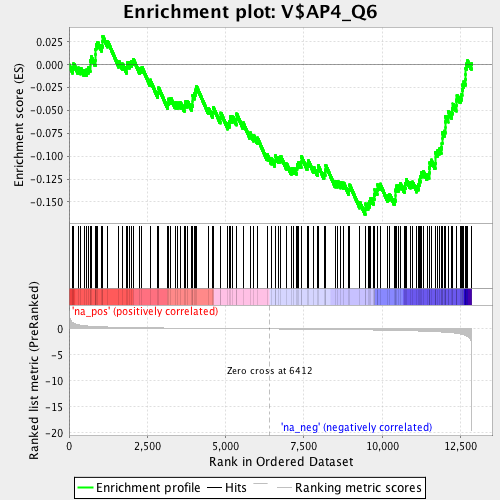 Enrichment plot: V$AP4_Q6
Enrichment score (ES)
0.025
0.000
-0.025
-0.050
-0.075
-0.100
-0.125
-0.150
'na_pos' (positively correlated)
Ranked list metric (PreRanked)
0
-5
-10
-15
-20
Zero cross at 6412
'na_neg' (negatively correlated)
0
2,500
5,000
7,500
10,000
12,500
Rank in Ordered Dataset
Enrichment profile
Hits
Ranking metric scores